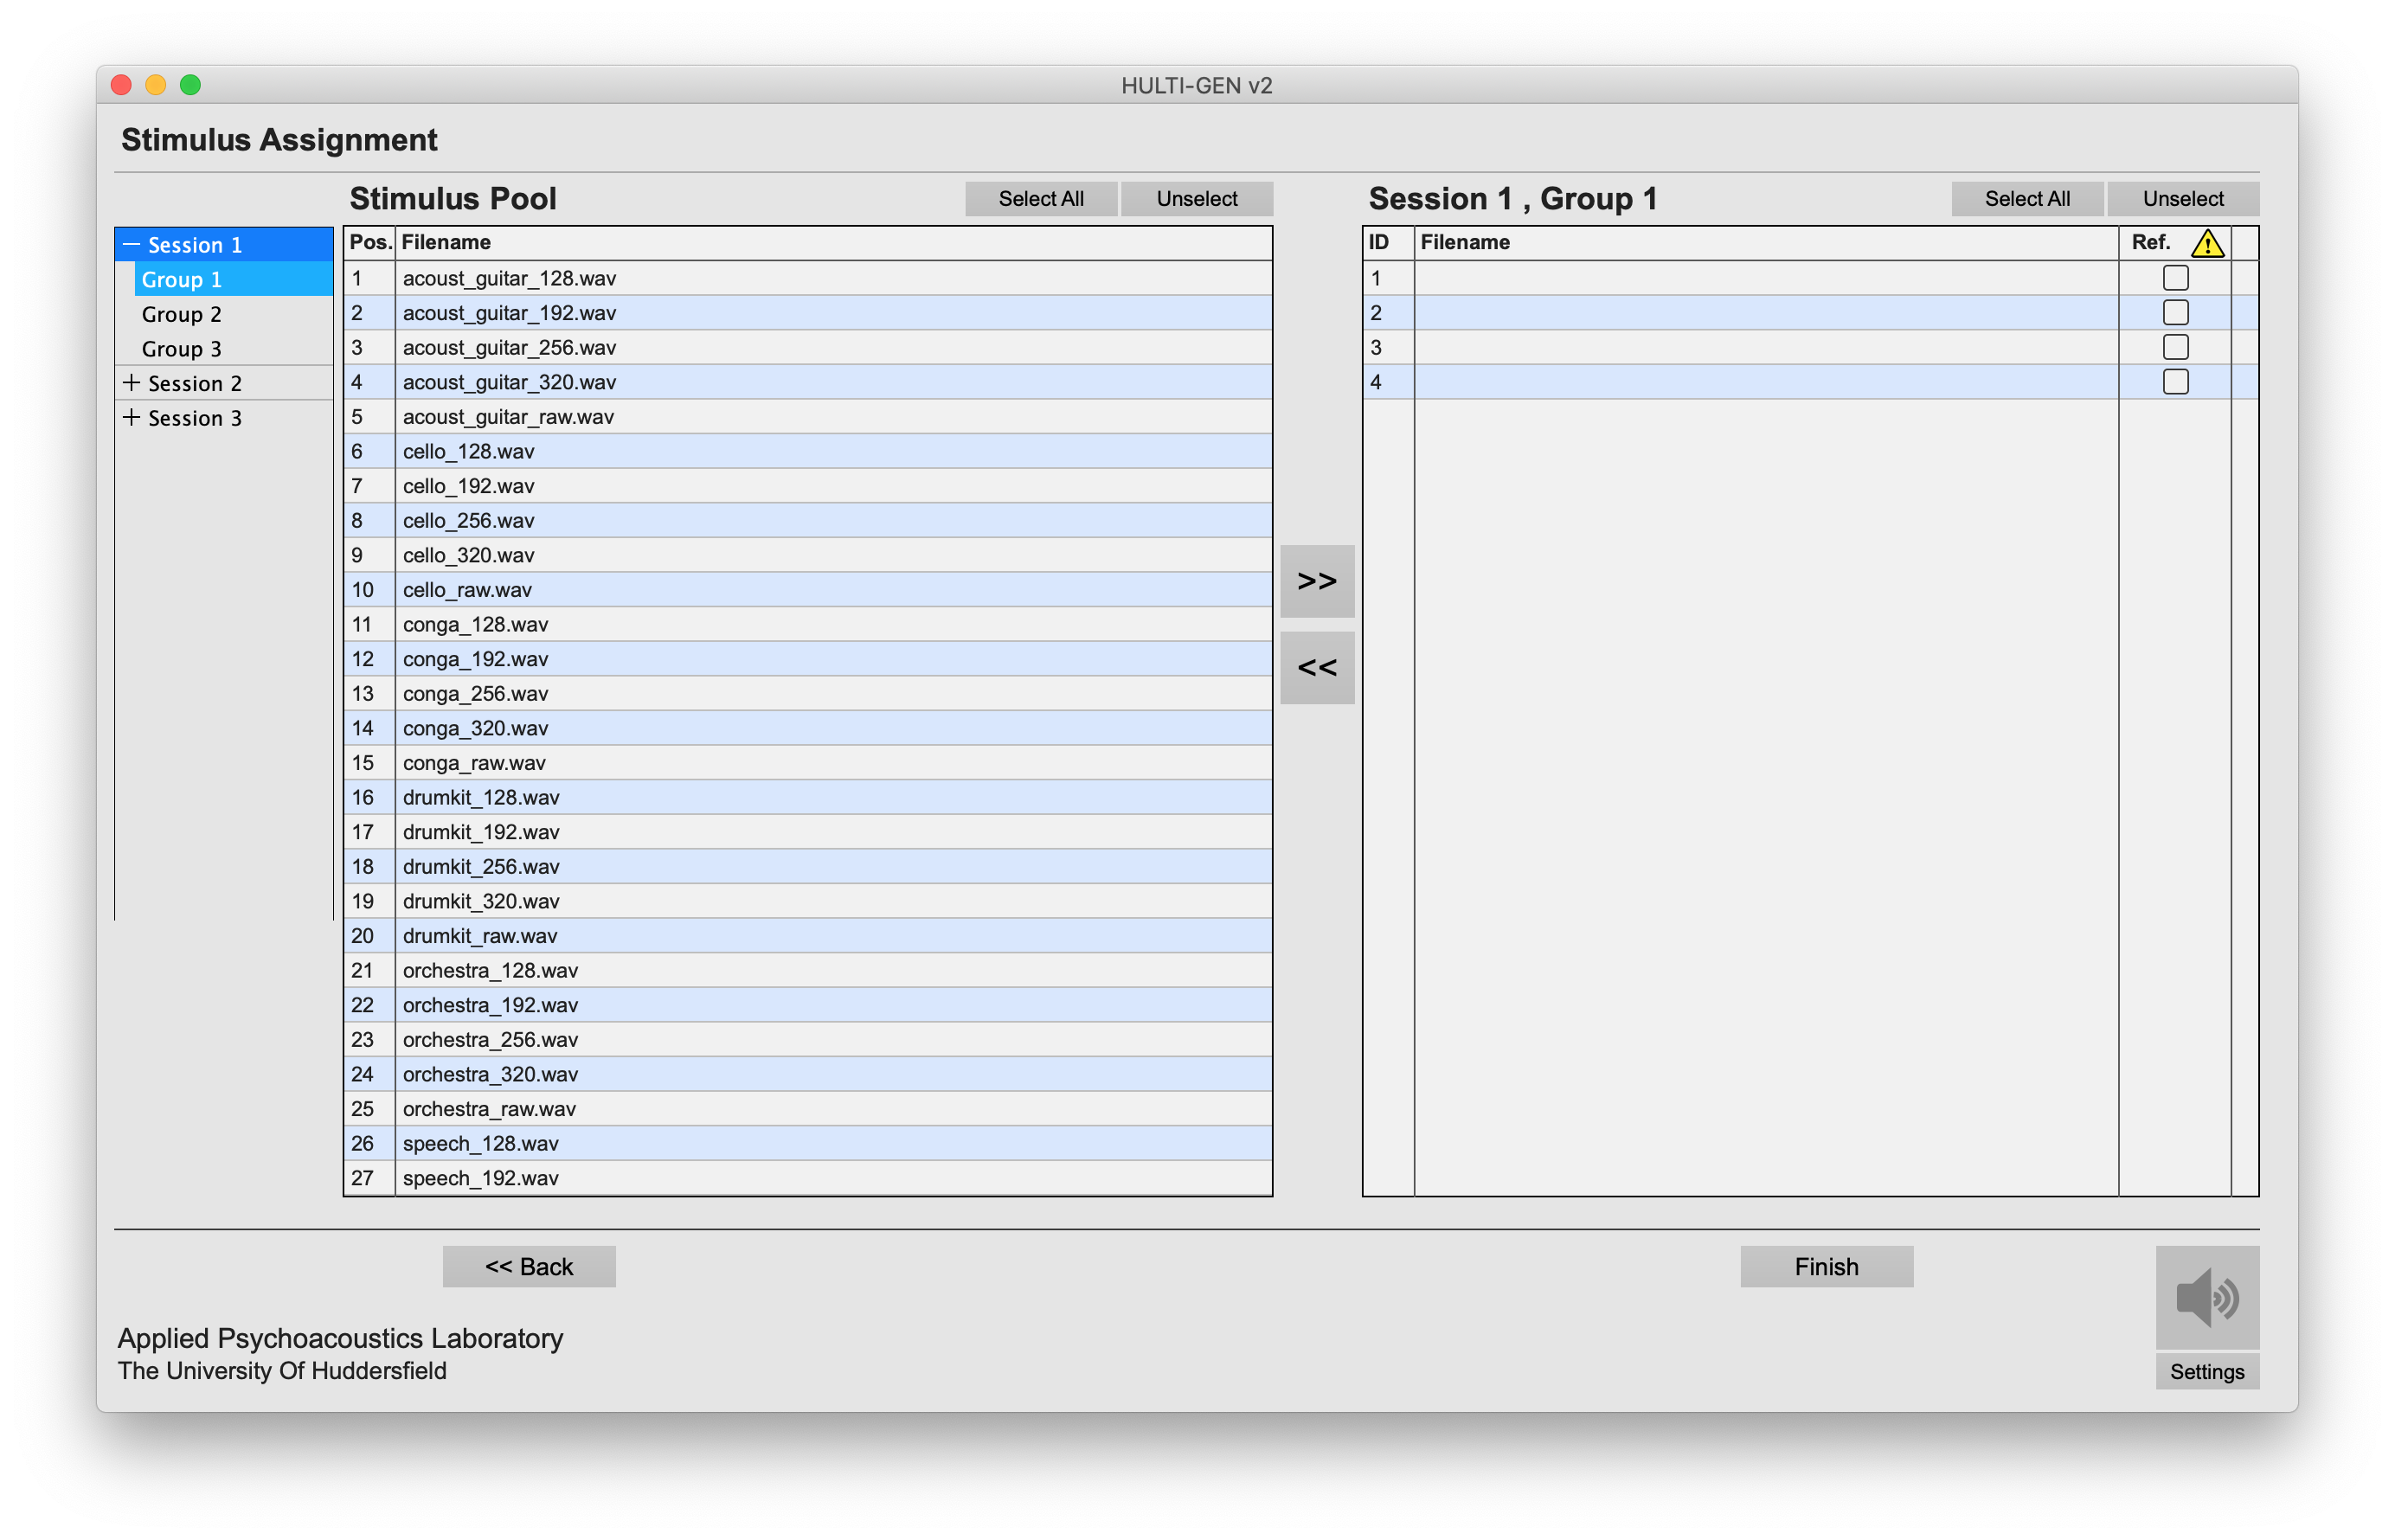 HULTI-GEN v2
Stimulus Assignment
Stimulus Pool
Select All
Unselect
Session 1 , Group 1
Select All
Unselect
Session 1
Group 1
Group 2
Group 3
Session 2
Session 3
Pos. Filename
1 acoust_guitar_128.wav
2 acoust_guitar_192.wav
3 acoust_guitar_256.wav
4 acoust_guitar_320.wav
5 acoust_guitar_raw.wav
6 cello_128.wav
7 cello_192.wav
8 cello_256.wav
9 cello_320.wav
10 cello_raw.wav
11 conga_128.wav
12 conga_192.wav
13 conga_256.wav
14 conga_320.wav
15 conga_raw.wav
16 drumkit_128.wav
17 drumkit_192.wav
18 drumkit_256.wav
19 drumkit_320.wav
20 drumkit_raw.wav
21 orchestra_128.wav
22 orchestra_192.wav
23 orchestra_256.wav
24 orchestra_320.wav
25 orchestra_raw.wav
26 speech_128.wav
27 speech_192.wav
>>
<<
ID Filename Ref.
1
2
3
4
<< Back
Finish
Applied Psychoacoustics Laboratory
The University Of Huddersfield
Settings